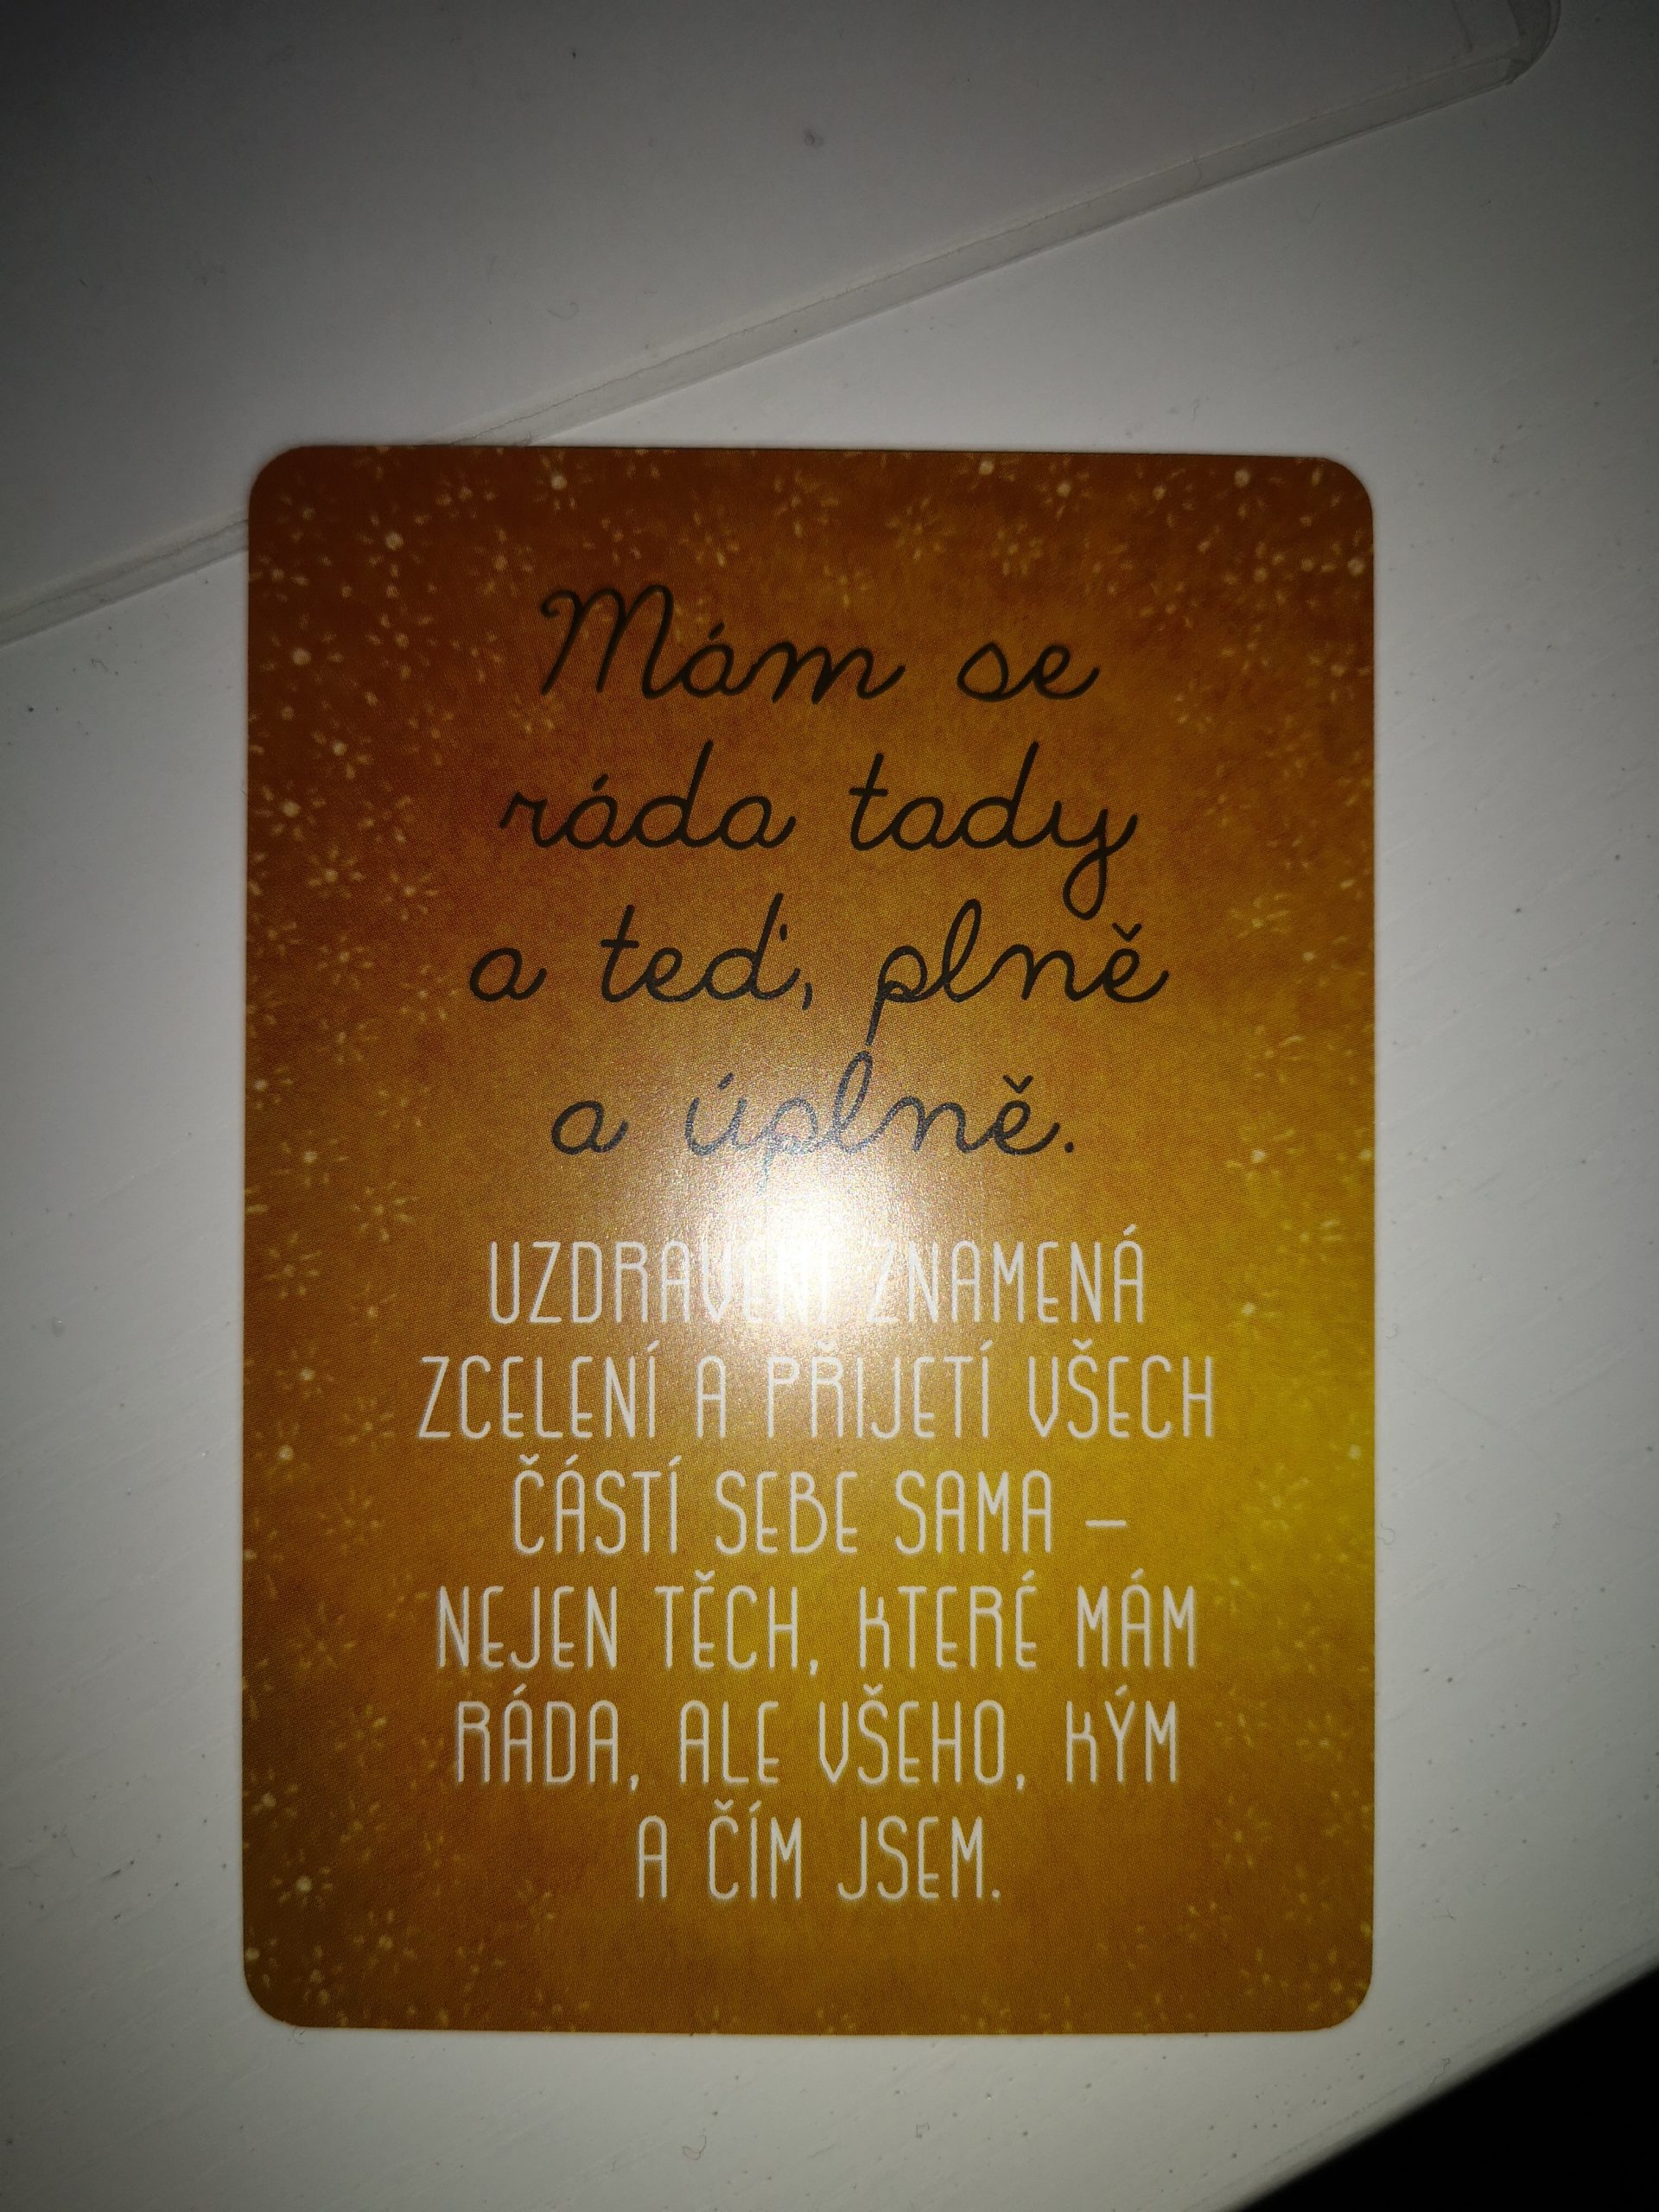 Mám se
ráda tady
a teď, plně
a úplně.
UZDRAVENÍ ZNAMENÁ
ZCELENÍ A PŘIJETÍ VŠECH
ČÁSTÍ SEBE SAMA –
NEJEN TĚCH, KTERÉ MÁM
RÁDA, ALE VŠEHO, KÝM
A ČÍM JSEM.